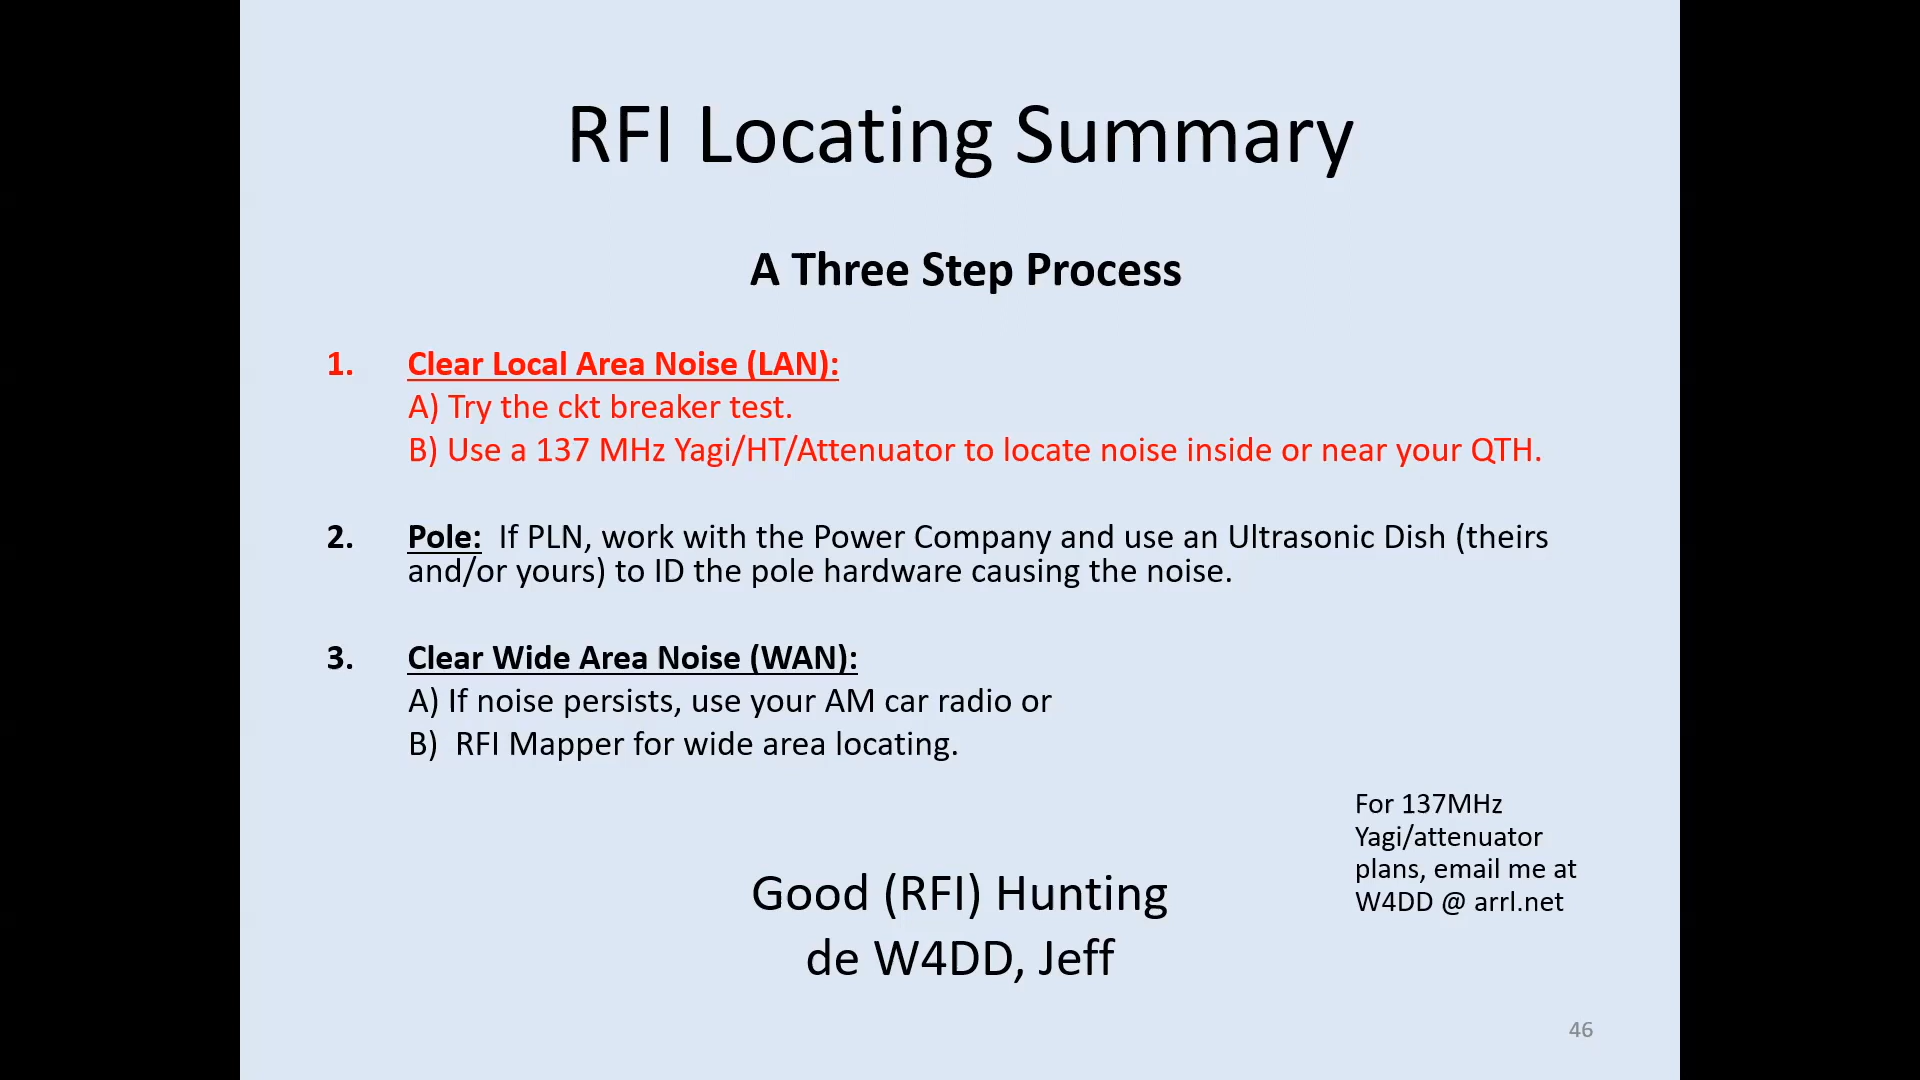 RFI Locating Summary
A Three Step Process
1. Clear Local Area Noise (LAN):
A) Try the ckt breaker test.
B) Use a 137 MHz Yagi/HT/Attenuator to locate noise inside or near your QTH.
2. Pole: If PLN, work with the Power Company and use an Ultrasonic Dish (theirs
and/or yours) to ID the pole hardware causing the noise.
3. Clear Wide Area Noise (WAN):
A) If noise persists, use your AM car radio or
B) RFI Mapper for wide area locating.
For 137MHz
Yagi/attenuator
plans, email me at
W4DD @ arrl.net
Good (RFI) Hunting
de W4DD, Jeff
46